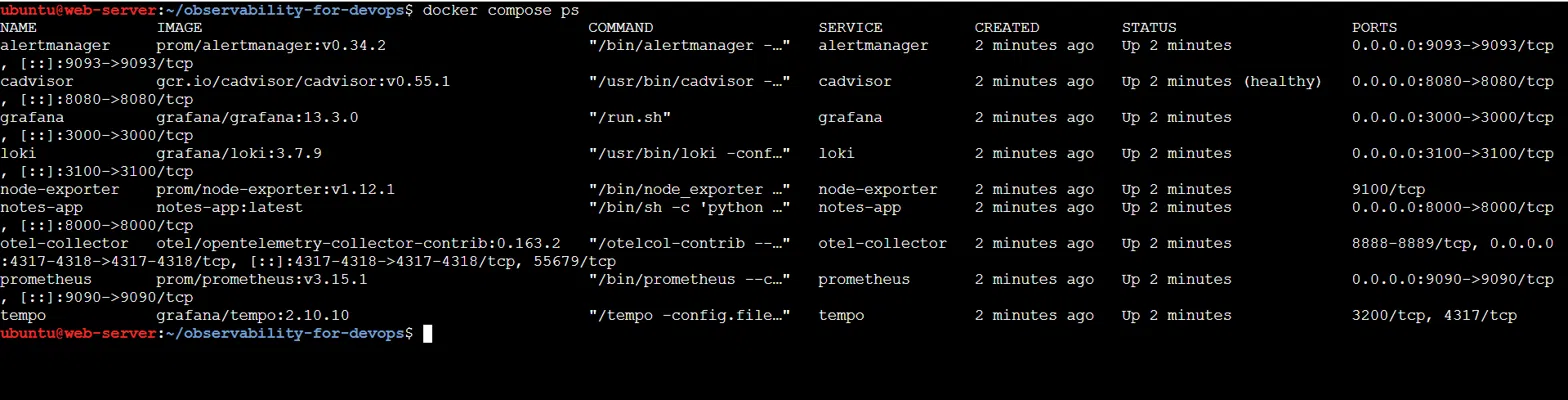 ubuntu@web-server:~/observability-for-devops$ docker compose ps
NAME IMAGE COMMAND SERVICE CREATED STATUS PORTS
alertmanager prom/alertmanager:v0.34.2 "/bin/alertmanager -…" alertmanager 2 minutes ago Up 2 minutes 0.0.0.0:9093->9093/tcp
, [::]:9093->9093/tcp
cadvisor gcr.io/cadvisor/cadvisor:v0.55.1 "/usr/bin/cadvisor -…" cadvisor 2 minutes ago Up 2 minutes (healthy) 0.0.0.0:8080->8080/tcp
, [::]:8080->8080/tcp
grafana grafana/grafana:13.3.0 "/run.sh" grafana 2 minutes ago Up 2 minutes 0.0.0.0:3000->3000/tcp
, [::]:3000->3000/tcp
loki grafana/loki:3.7.9 "/usr/bin/loki -conf…" loki 2 minutes ago Up 2 minutes 0.0.0.0:3100->3100/tcp
, [::]:3100->3100/tcp
node-exporter prom/node-exporter:v1.12.1 "/bin/node_exporter …" node-exporter 2 minutes ago Up 2 minutes 9100/tcp
notes-app notes-app:latest "/bin/sh -c 'python …" notes-app 2 minutes ago Up 2 minutes 0.0.0.0:8000->8000/tcp
, [::]:8000->8000/tcp
otel-collector otel/opentelemetry-collector-contrib:0.163.2 "/otelcol-contrib --…" otel-collector 2 minutes ago Up 2 minutes 8888-8889/tcp, 0.0.0.0
:4317-4318->4317-4318/tcp, [::]:4317-4318->4317-4318/tcp, 55679/tcp
prometheus prom/prometheus:v3.15.1 "/bin/prometheus --c…" prometheus 2 minutes ago Up 2 minutes 0.0.0.0:9090->9090/tcp
, [::]:9090->9090/tcp
tempo grafana/tempo:2.10.10 "/tempo -config.file…" tempo 2 minutes ago Up 2 minutes 3200/tcp, 4317/tcp
ubuntu@web-server:~/observability-for-devops$